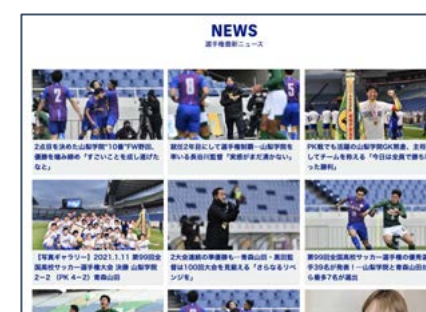 NEWS
選手権最新ニュース
2点目を決めた山梨学院"10番"FW野田、
優勝を噛み締め「すごいことを成し遂げた
なと」
就任2年目にして選手権制覇…山梨学院を
率いる長谷川監督「実感がまだ湧かない」
PK戦でも活躍の山梨学院GK熊倉、主将
してチームを称える「今日は全員で勝ち
った勝利」
【写真ギャラリー】2021.1.11 第99回全
国高校サッカー選手権大会 決勝 山梨学院
2−2 (PK 4−2) 青森山田
2大会連続の準優勝も…青森山田・黒田監
督は100回大会を見据える「さらなるリベ
ンジを」
第99回全国高校サッカー選手権の優秀選
手39名が発表！…山梨学院と青森山田か
ら最多7名が選出